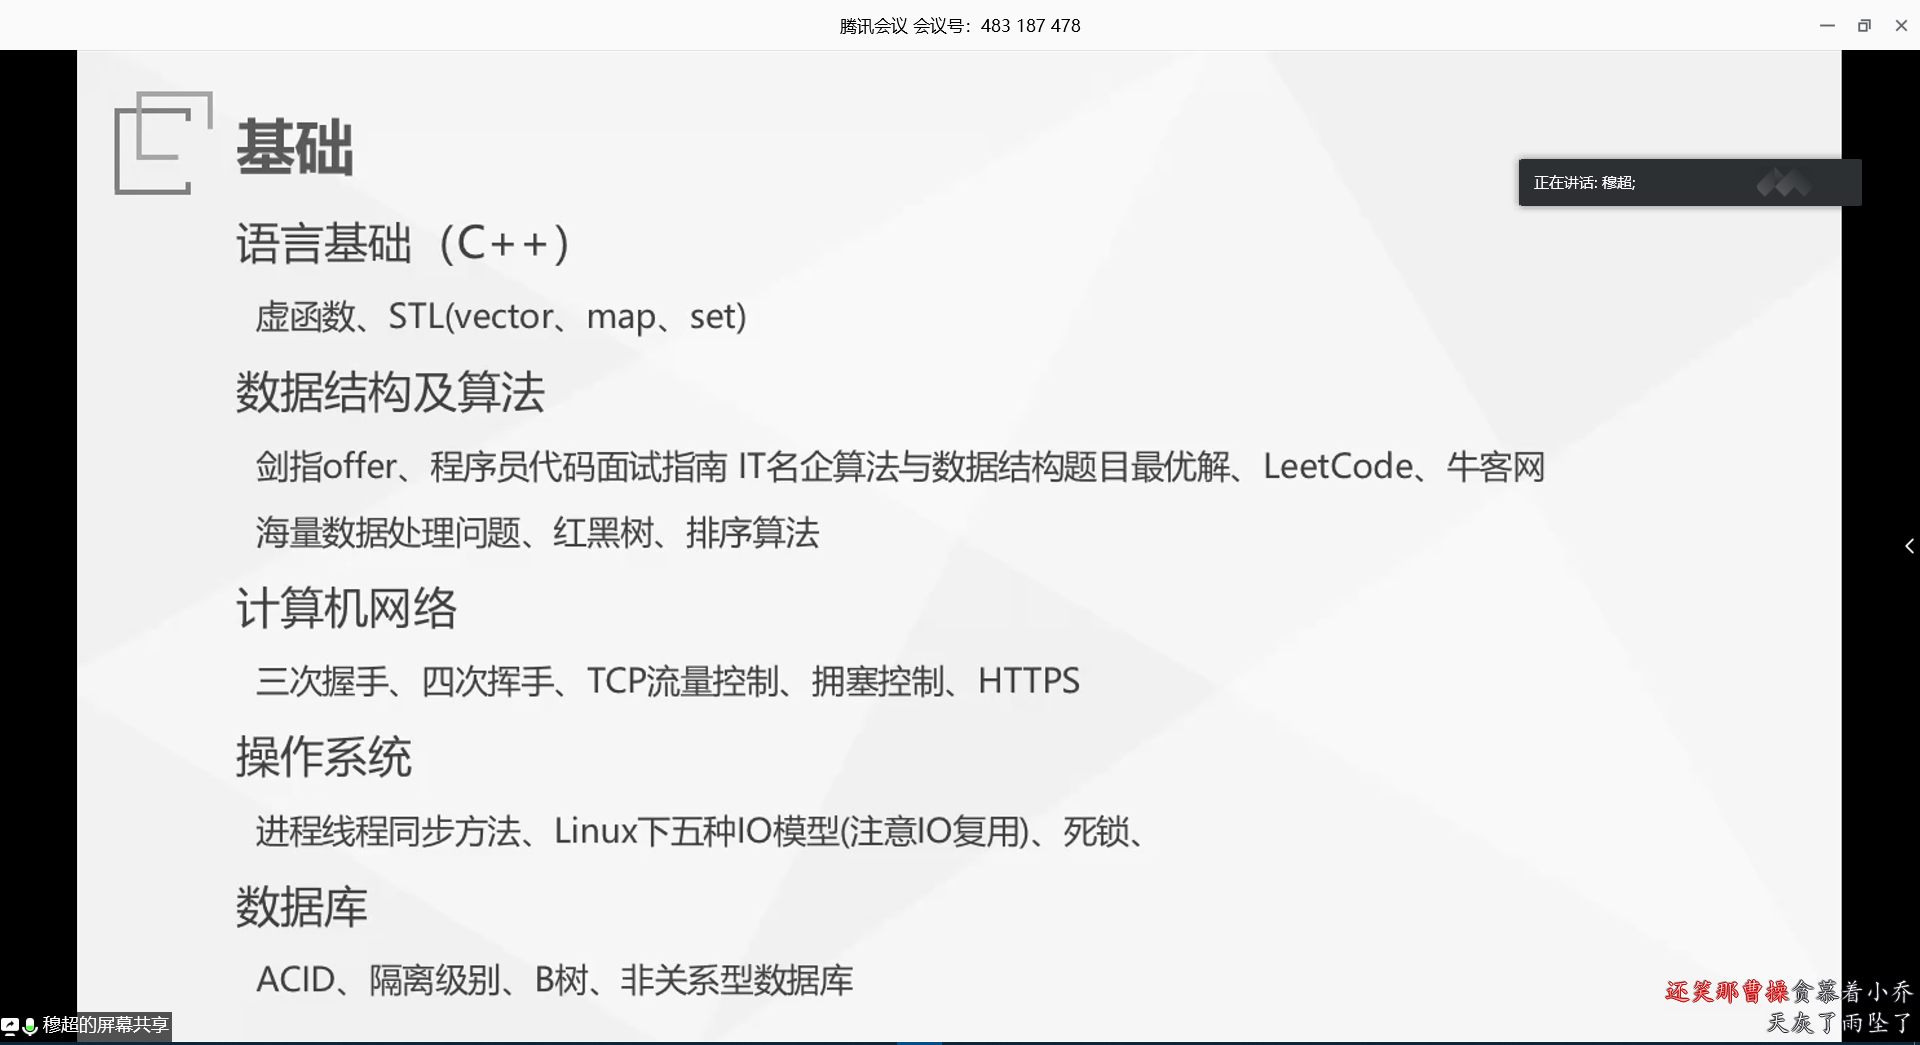 腾讯会议 会议号：483 187 478
基础
正在讲话: 穆超;
语言基础（C++）
虚函数、STL(vector、map、set)
数据结构及算法
剑指offer、程序员代码面试指南 IT名企算法与数据结构题目最优解、LeetCode、牛客网
海量数据处理问题、红黑树、排序算法
计算机网络
三次握手、四次挥手、TCP流量控制、拥塞控制、HTTPS
操作系统
进程线程同步方法、Linux下五种IO模型(注意IO复用)、死锁、
数据库
ACID、隔离级别、B树、非关系型数据库
还笑那曹操贪慕着小乔
天灰了雨坠了
穆超的屏幕共享